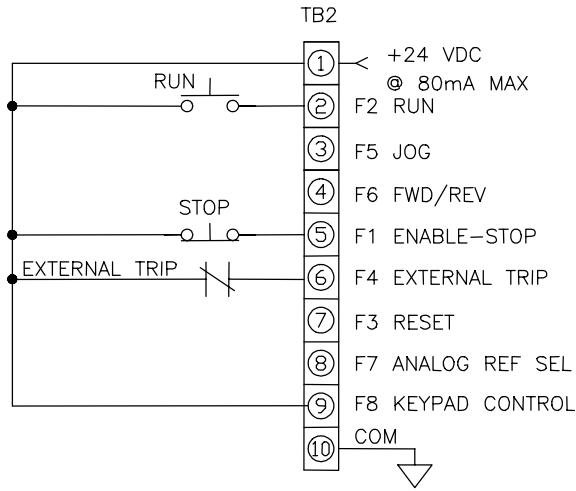 TB2
1 +24 VDC
@ 80mA MAX
RUN
2 F2 RUN
3 F5 JOG
4 F6 FWD/REV
STOP
5 F1 ENABLE-STOP
EXTERNAL TRIP
6 F4 EXTERNAL TRIP
7 F3 RESET
8 F7 ANALOG REF SEL
9 F8 KEYPAD CONTROL
10 COM